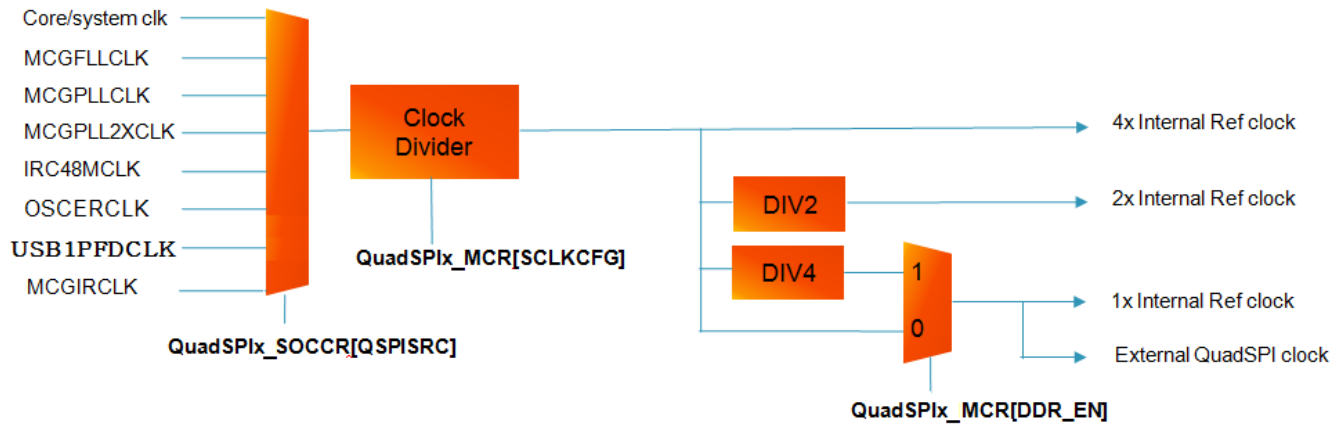 Core/system clk
MCGFLLCLK
MCGPLLCLK
MCGPLL2XCLK
IRC48MCLK
OSCERCLK
USB1PFDCLK
MCGIRCLK
QuadSPIx_SOCCR[QSPISRC]
Clock
Divider
QuadSPIx_MCR[SCLKCFG]
DIV2
DIV4
1
0
QuadSPIx_MCR[DDR_EN]
4x Internal Ref clock
2x Internal Ref clock
1x Internal Ref clock
External QuadSPI clock